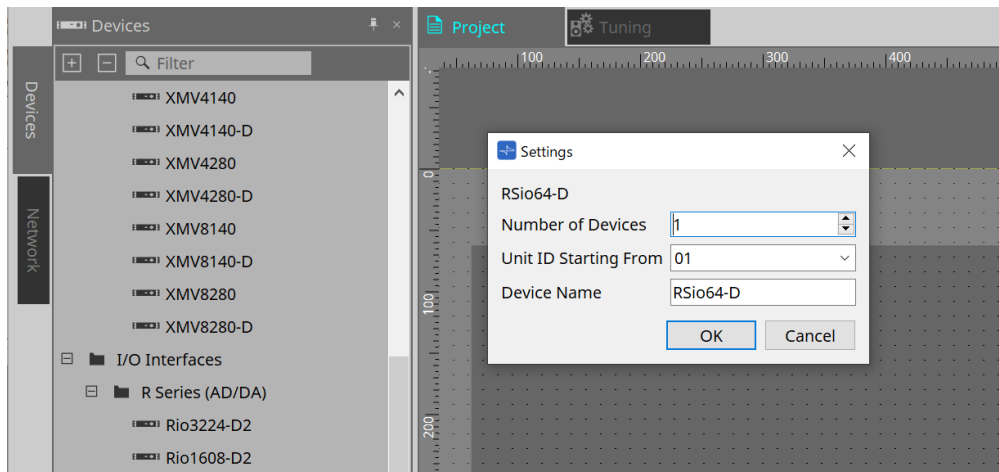 Devices
Filter
XMV4140
XMV4140-D
XMV4280
XMV4280-D
XMV8140
XMV8140-D
XMV8280
XMV8280-D
I/O Interfaces
R Series (AD/DA)
Rio3224-D2
Rio1608-D2
Devices
Network
Project
Tuning
100
200
300
400
0
100
200
Settings
RSio64-D
Number of Devices 1
Unit ID Starting From 01
Device Name RSio64-D
OK Cancel